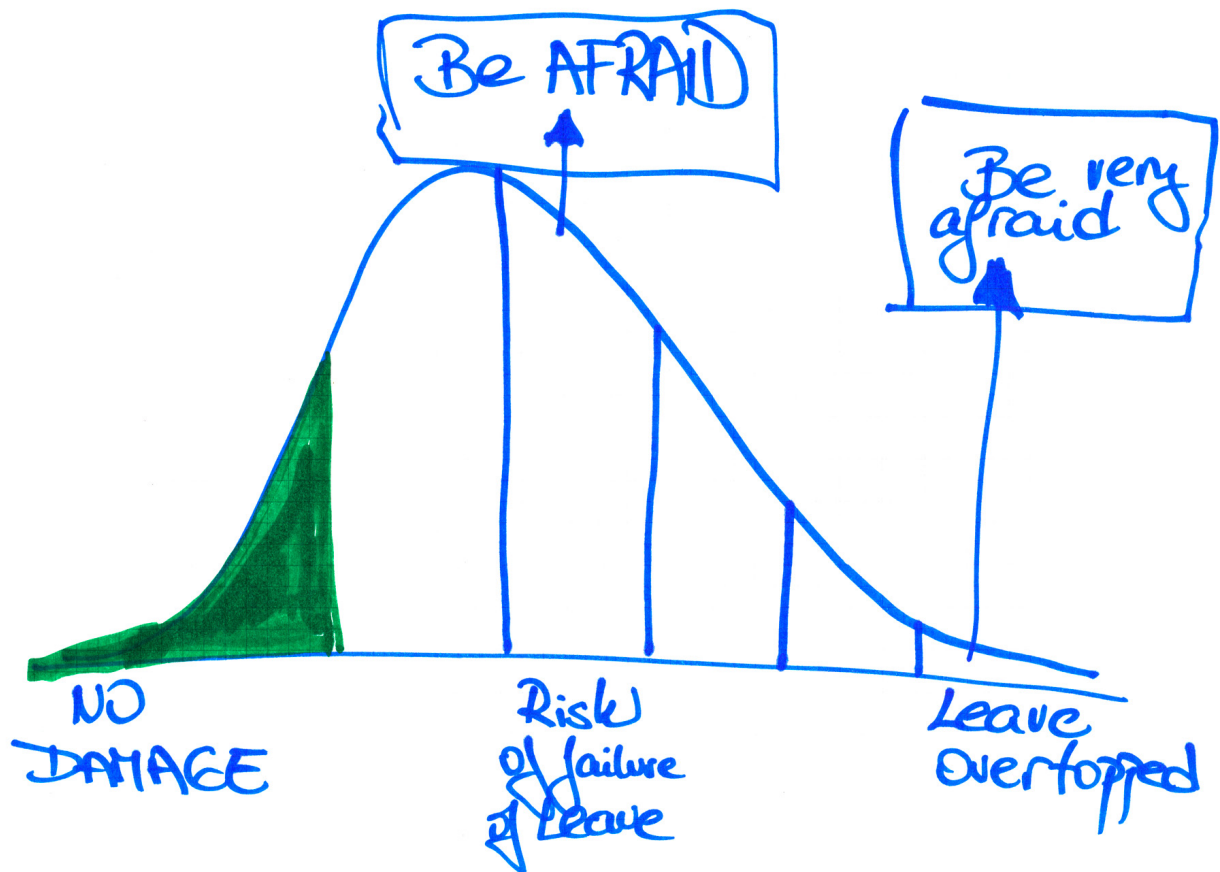 Be AFRAID
Be very
afraid
NO
DAMAGE
Risk
of failure
of Leave
Leave
overtopped